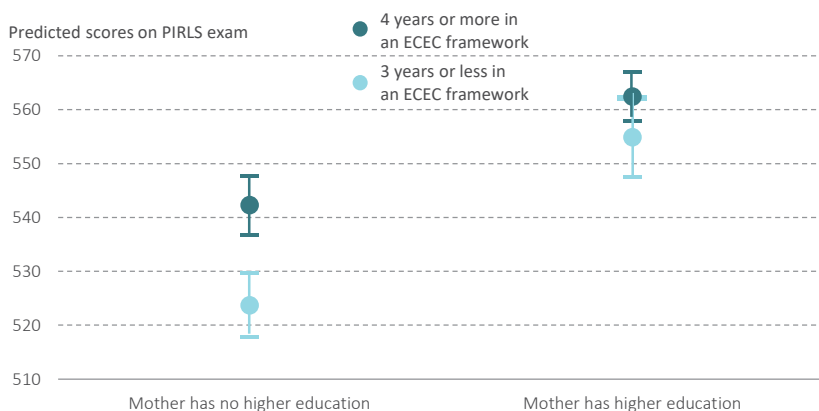 Predicted scores on PIRLS exam
4 years or more in
an ECEC framework
3 years or less in
an ECEC framework
570
560
550
540
530
520
510
Mother has no higher education
Mother has higher education